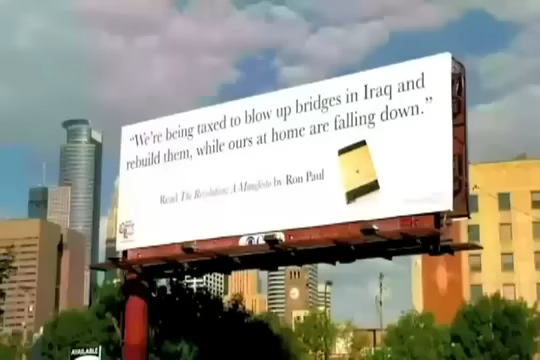 “We’re being taxed to blow up bridges in Iraq and
rebuild them, while ours at home are falling down.”
Read The Revolution: A Manifesto by Ron Paul
CBS
AVAILABLE